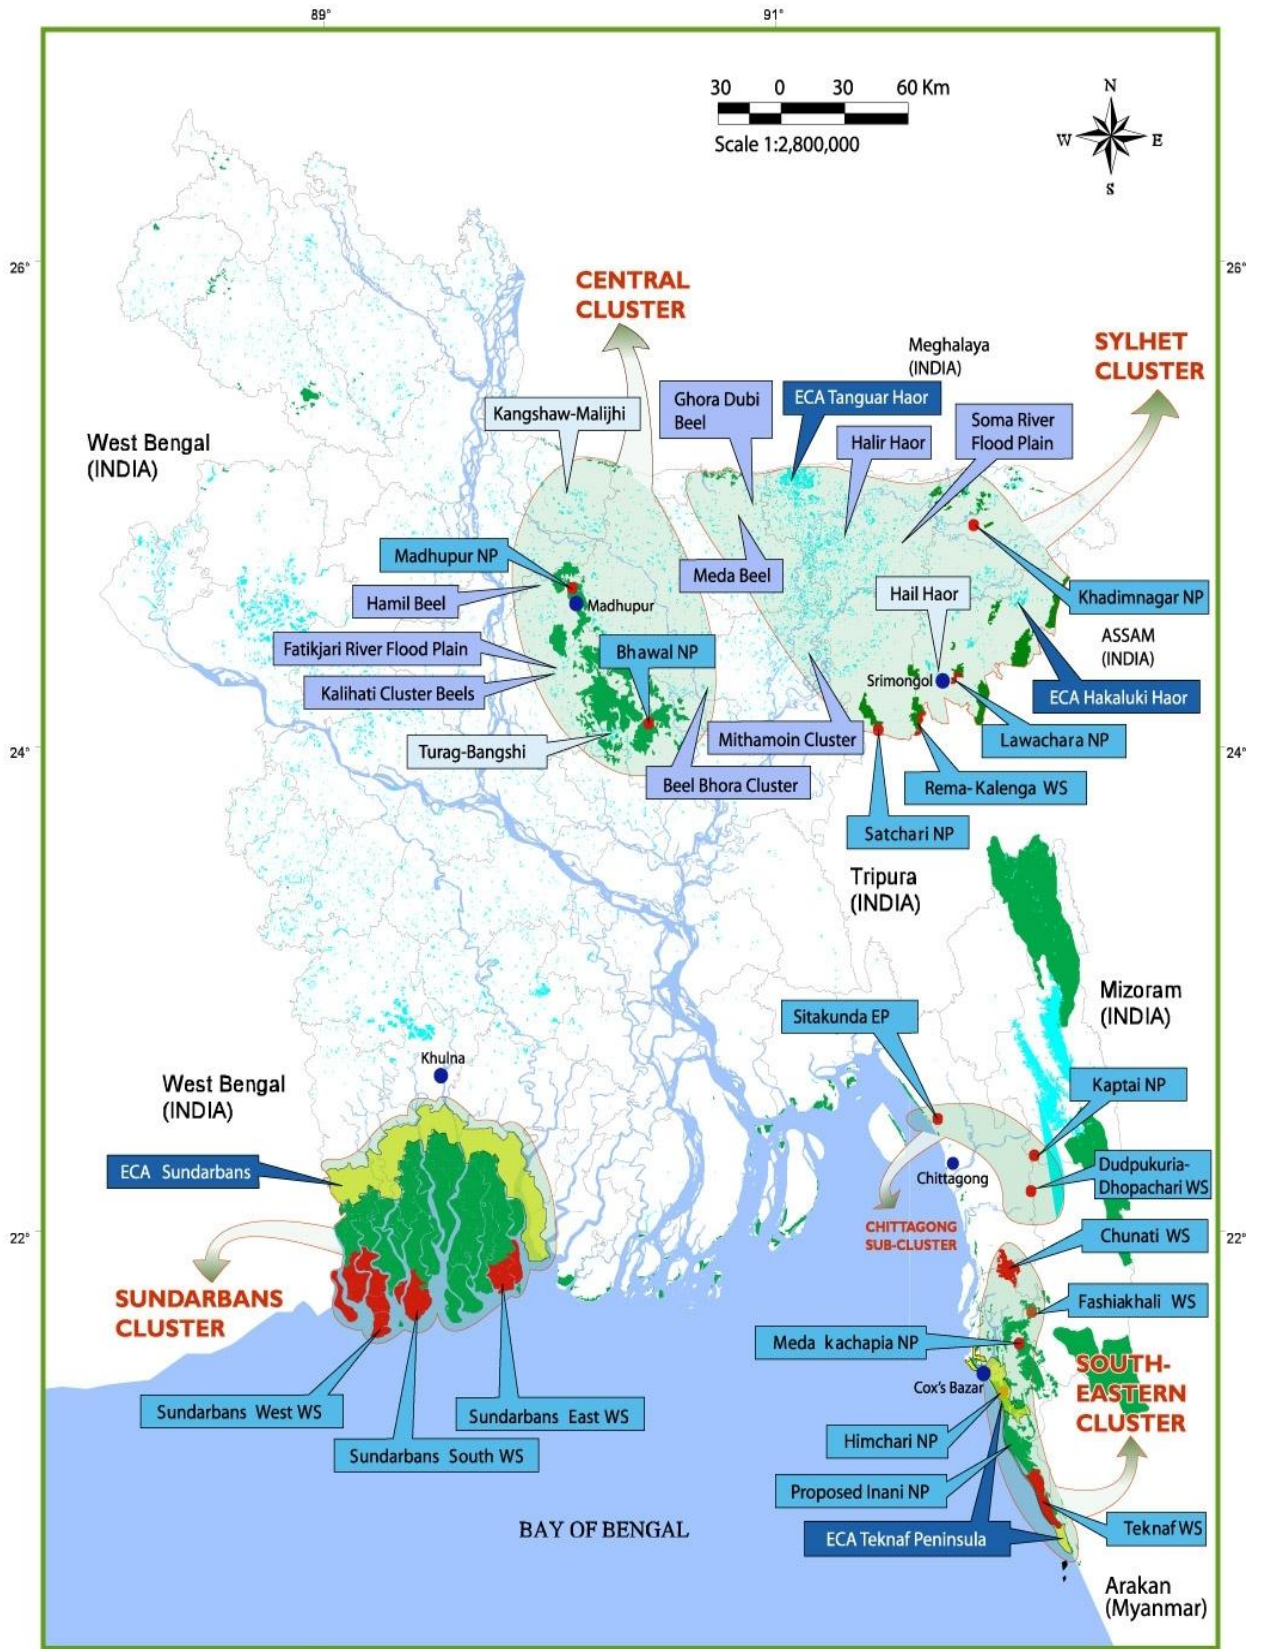 89°
91°
30 0 30 60 Km
Scale 1:2,800,000
N
W E
S
26°
26°
CENTRAL
CLUSTER
Meghalaya
(INDIA)
SYLHET
CLUSTER
Kangshaw-Malijhi
Ghora Dubi
Beel
ECA Tanguar Haor
Halir Haor
Soma River
Flood Plain
West Bengal
(INDIA)
Madhupur NP
Meda Beel
Hamil Beel
Madhupur
Hail Haor
Khadimnagar NP
ASSAM
(INDIA)
Fatikjari River Flood Plain
Bhawal NP
Kalihati Cluster Beels
Srimongol
ECA Hakaluki Haor
Turag-Bangshi
Mithamoin Cluster
Lawachara NP
24°
24°
Beel Bhora Cluster
Rema-Kalenga WS
Satchari NP
Tripura
(INDIA)
Mizoram
(INDIA)
Sitakunda EP
Khulna
West Bengal
(INDIA)
Kaptai NP
ECA Sundarbans
Chittagong
Dudpukuria-
Dhopachari WS
CHITTAGONG
SUB-CLUSTER
22°
22°
Chunati WS
SUNDARBANS
CLUSTER
Fashiakhali WS
Meda kachapia NP
Cox's Bazar
SOUTH-
EASTERN
CLUSTER
Sundarbans West WS
Sundarbans East WS
Sundarbans South WS
Himchari NP
Proposed Inani NP
BAY OF BENGAL
ECA Teknaf Peninsula
Teknaf WS
Arakan
(Myanmar)